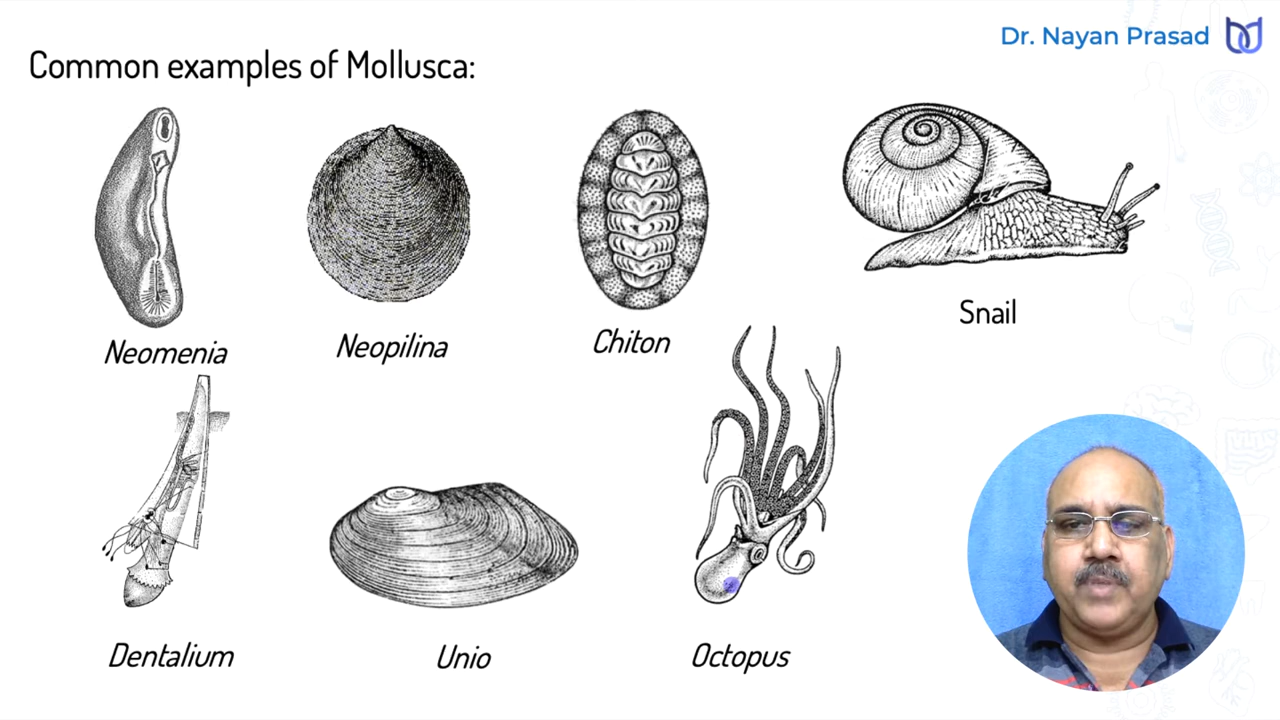 Dr. Nayan Prasad
Common examples of Mollusca:
Neomenia
Neopilina
Chiton
Snail
Dentalium
Unio
Octopus